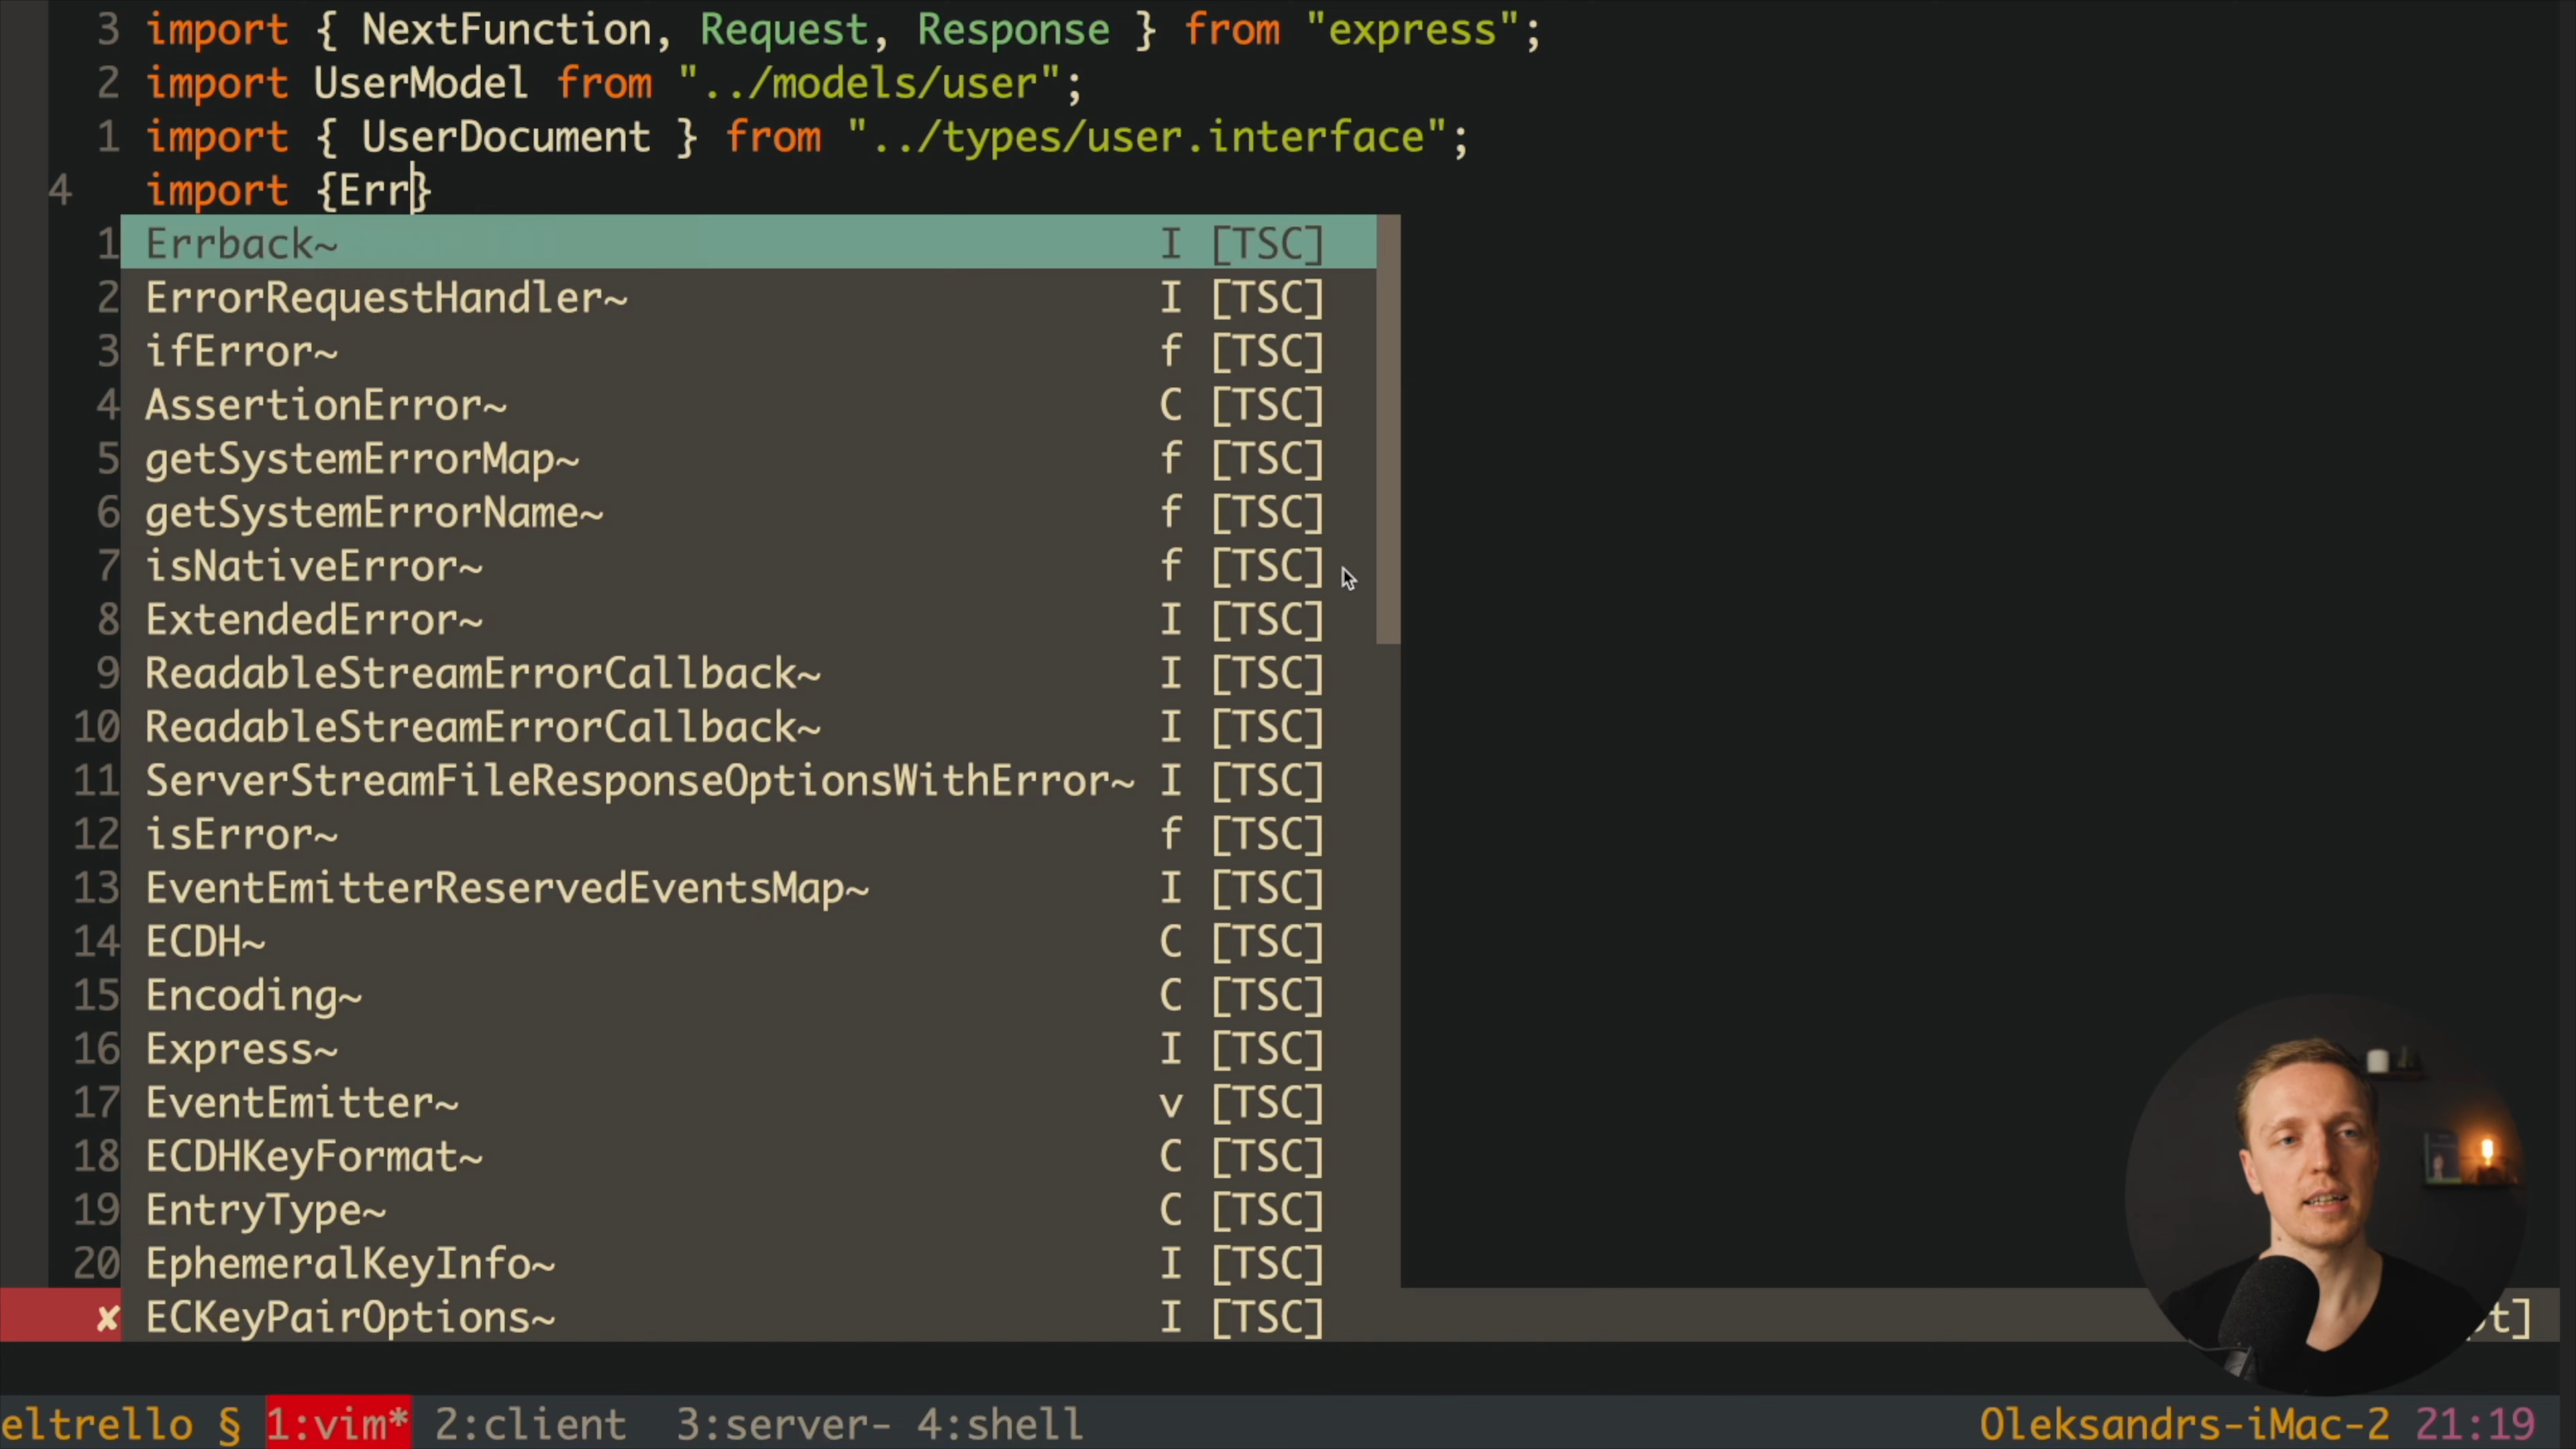 3 import { NextFunction, Request, Response } from "express";
2 import UserModel from "../models/user";
1 import { UserDocument } from "../types/user.interface";
4 import {Err}
1 Errback~ I [TSC]
2 ErrorRequestHandler~ I [TSC]
3 ifError~ f [TSC]
4 AssertionError~ C [TSC]
5 getSystemErrorMap~ f [TSC]
6 getSystemErrorName~ f [TSC]
7 isNativeError~ f [TSC]
8 ExtendedError~ I [TSC]
9 ReadableStreamErrorCallback~ I [TSC]
10 ReadableStreamErrorCallback~ I [TSC]
11 ServerStreamFileResponseOptionsWithError~ I [TSC]
12 isError~ f [TSC]
13 EventEmitterReservedEventsMap~ I [TSC]
14 ECDH~ C [TSC]
15 Encoding~ C [TSC]
16 Express~ I [TSC]
17 EventEmitter~ v [TSC]
18 ECDHKeyFormat~ C [TSC]
19 EntryType~ C [TSC]
20 EphemeralKeyInfo~ I [TSC]
✘ ECKeyPairOptions~ I [TSC]
eltrello § 1:vim* 2:client 3:server- 4:shell Oleksandrs-iMac-2 21:19